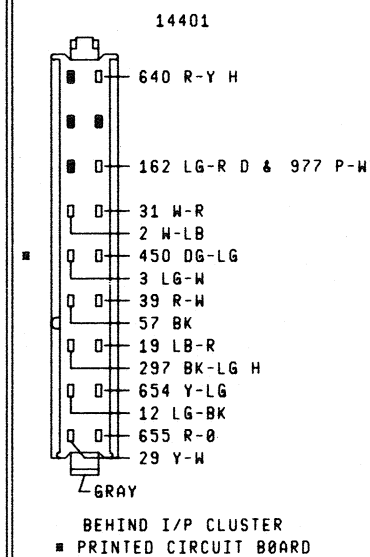 14401
640 R-Y H
162 LG-R D & 977 P-W
31 W-R
2 W-LB
450 DG-LG
3 LG-W
39 R-W
57 BK
19 LB-R
297 BK-LG H
654 Y-LG
12 LG-BK
655 R-O
29 Y-W
GRAY
BEHIND I/P CLUSTER
■ PRINTED CIRCUIT BOARD